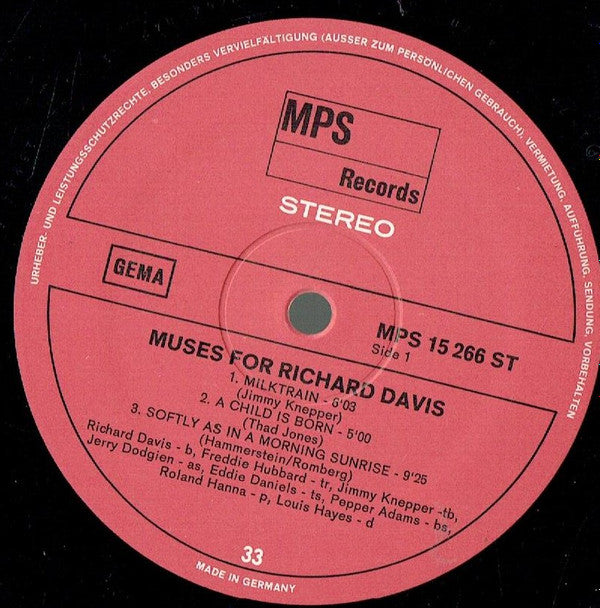 URHEBER- UND LEISTUNGSSCHUTZRECHTE, BESONDERS VERVIELFÄLTIGUNG (AUSSER ZUM PERSÖNLICHEN GEBRAUCH), VERMIETUNG, AUFFÜHRUNG, SENDUNG, VORBEHALTEN
MPS
Records
STEREO
GEMA
MPS 15 266 ST
Side 1
MUSES FOR RICHARD DAVIS
1. MILKTRAIN - 6'03
(Jimmy Knepper)
2. A CHILD IS BORN - 5'00
(Thad Jones)
3. SOFTLY AS IN A MORNING SUNRISE - 9'25
(Hammerstein/Romberg)
Richard Davis - b, Freddie Hubbard - tr, Jimmy Knepper -tb,
Jerry Dodgien - as, Eddie Daniels - ts, Pepper Adams - bs,
Roland Hanna - p, Louis Hayes - d
33
MADE IN GERMANY